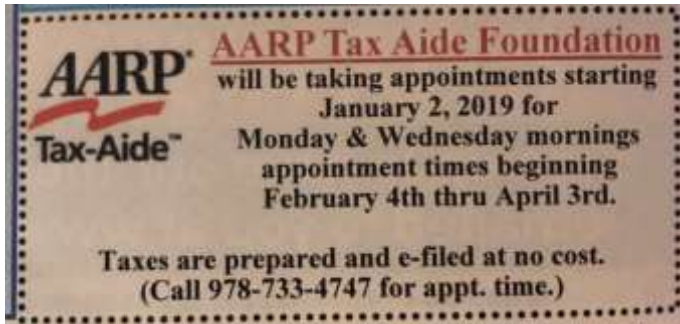 AARP®
Tax-Aide™
AARP Tax Aide Foundation
will be taking appointments starting
January 2, 2019 for
Monday & Wednesday mornings
appointment times beginning
February 4th thru April 3rd.
Taxes are prepared and e-filed at no cost.
(Call 978-733-4747 for appt. time.)